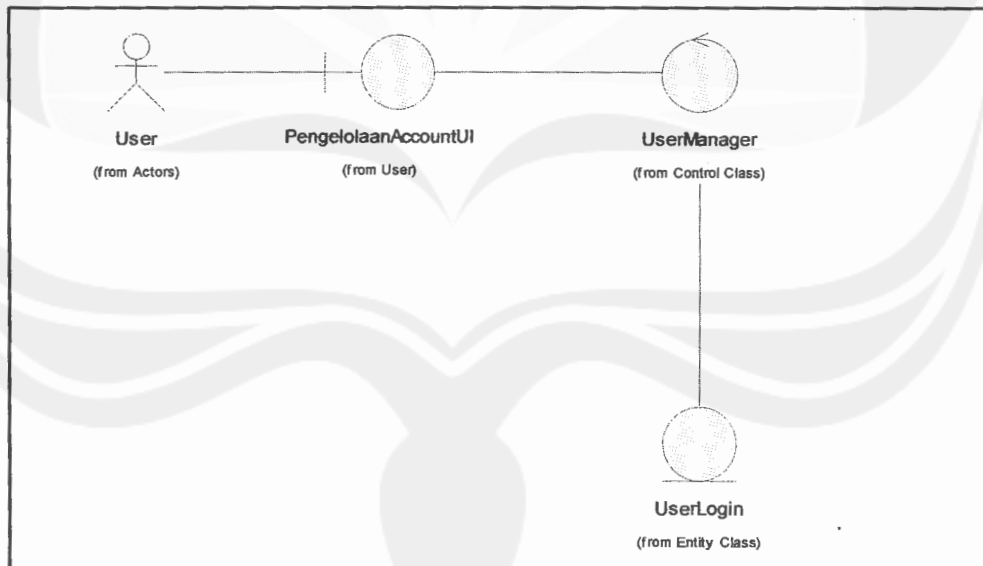 User
(from Actors)
PengelolaanAccountUI
(from User)
UserManager
(from Control Class)
UserLogin
(from Entity Class)